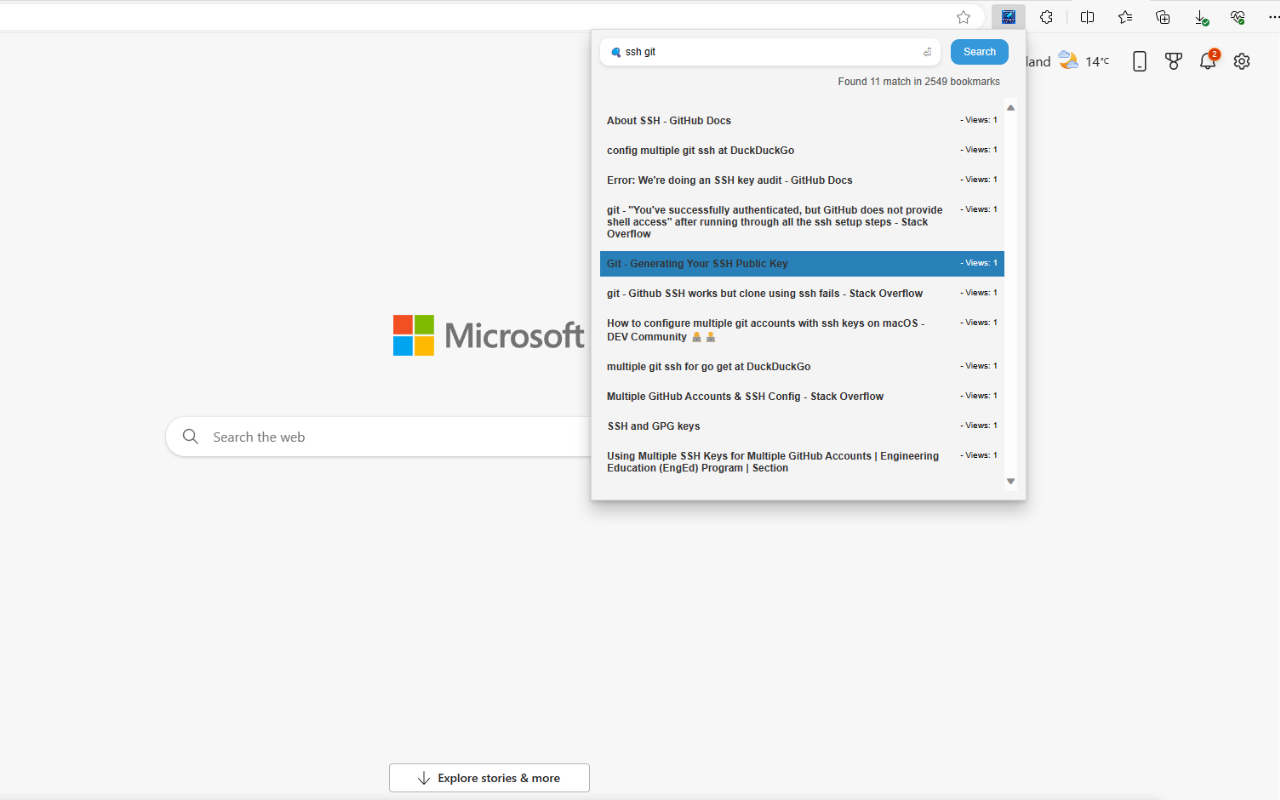 ssh git
Search
land 14°C
2
Found 11 match in 2549 bookmarks
About SSH - GitHub Docs - Views: 1
config multiple git ssh at DuckDuckGo - Views: 1
Error: We're doing an SSH key audit - GitHub Docs - Views: 1
git - "You've successfully authenticated, but GitHub does not provide - Views: 1
shell access" after running through all the ssh setup steps - Stack
Overflow
Git - Generating Your SSH Public Key - Views: 1
git - Github SSH works but clone using ssh fails - Stack Overflow - Views: 1
How to configure multiple git accounts with ssh keys on macOS - - Views: 1
DEV Community
multiple git ssh for go get at DuckDuckGo - Views: 1
Multiple GitHub Accounts & SSH Config - Stack Overflow - Views: 1
SSH and GPG keys - Views: 1
Using Multiple SSH Keys for Multiple GitHub Accounts | Engineering - Views: 1
Education (EngEd) Program | Section
Microsoft
Search the web
Explore stories & more